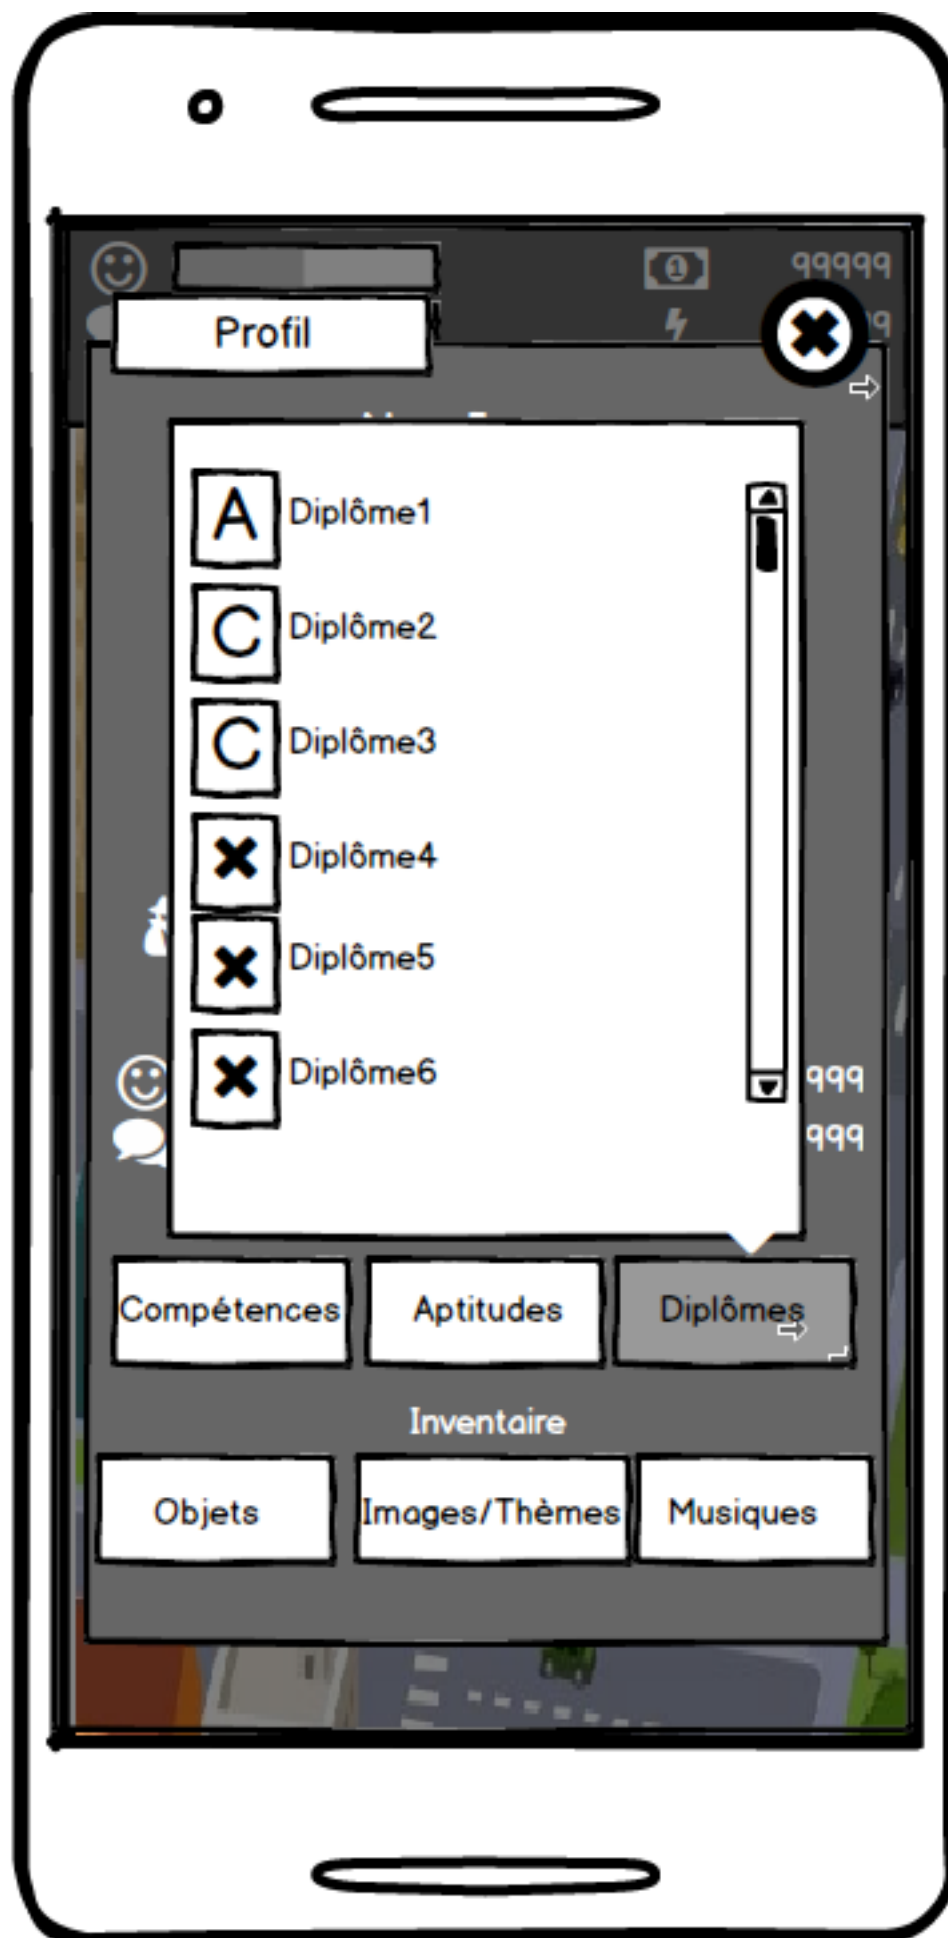 99999
Profil
A Diplôme1
C Diplôme2
C Diplôme3
Diplôme4
Diplôme5
Diplôme6
999
999
Compétences Aptitudes Diplômes
Inventaire
Objets Images/Thèmes Musiques